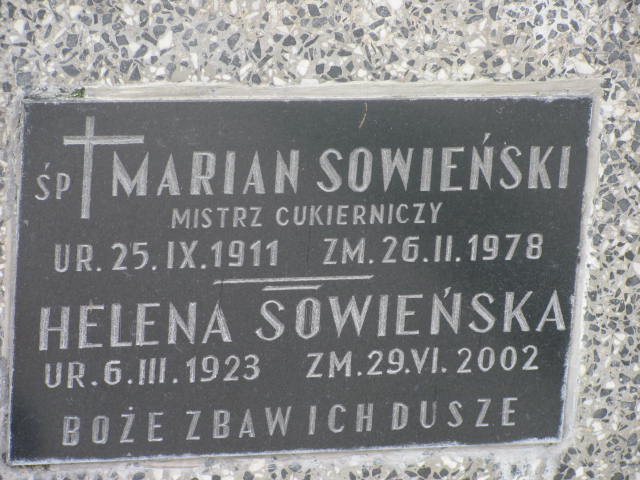 ŚP MARIAN SOWIEŃSKI
MISTRZ CUKIERNICZY
UR. 25. IX. 1911 ZM. 26. II. 1978
HELENA SOWIEŃSKA
UR. 6. III. 1923 ZM. 29. VI. 2002
BOŻE ZBAW ICH DUSZE